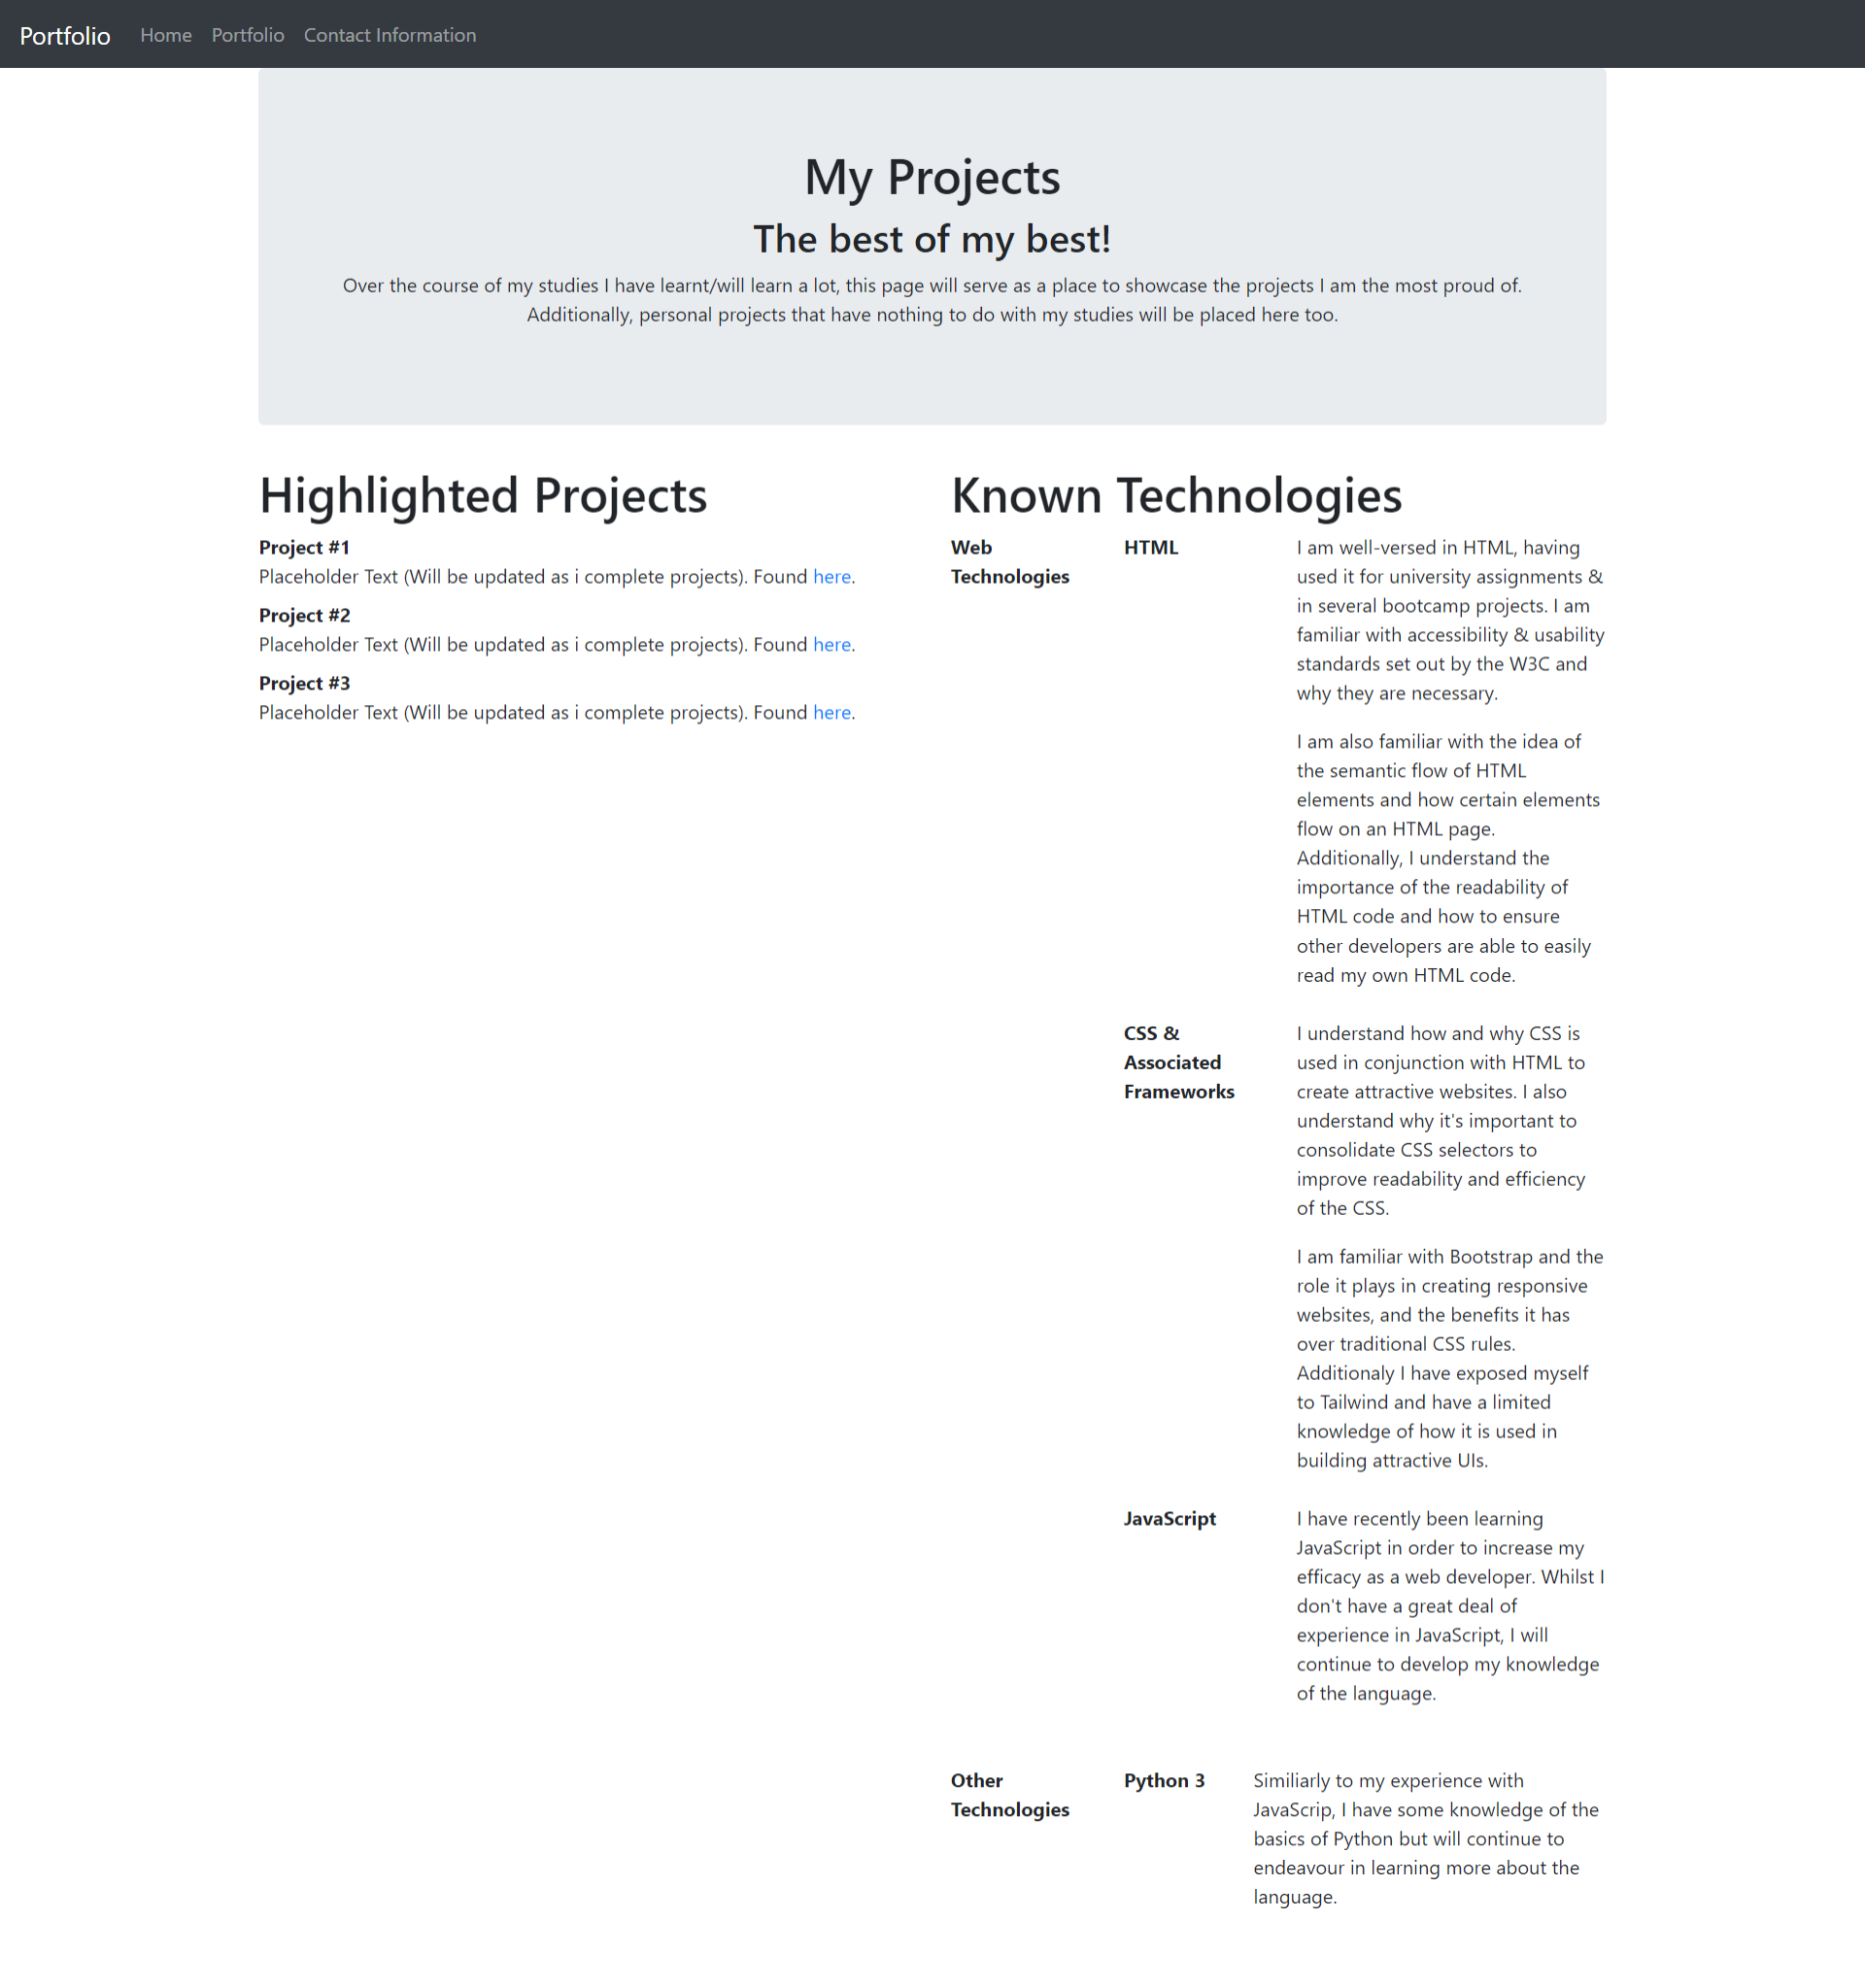 Portfolio Home Portfolio Contact Information
My Projects
The best of my best!
Over the course of my studies I have learnt/will learn a lot, this page will serve as a place to showcase the projects I am the most proud of.
Additionally, personal projects that have nothing to do with my studies will be placed here too.
Highlighted Projects
Project #1
Placeholder Text (Will be updated as i complete projects). Found here.
Project #2
Placeholder Text (Will be updated as i complete projects). Found here.
Project #3
Placeholder Text (Will be updated as i complete projects). Found here.
Known Technologies
Web
Technologies
HTML
I am well-versed in HTML, having
used it for university assignments &
in several bootcamp projects. I am
familiar with accessibility & usability
standards set out by the W3C and
why they are necessary.
I am also familiar with the idea of
the semantic flow of HTML
elements and how certain elements
flow on an HTML page.
Additionally, I understand the
importance of the readability of
HTML code and how to ensure
other developers are able to easily
read my own HTML code.
CSS &
Associated
Frameworks
I understand how and why CSS is
used in conjunction with HTML to
create attractive websites. I also
understand why it's important to
consolidate CSS selectors to
improve readability and efficiency
of the CSS.
I am familiar with Bootstrap and the
role it plays in creating responsive
websites, and the benefits it has
over traditional CSS rules.
Additionaly I have exposed myself
to Tailwind and have a limited
knowledge of how it is used in
building attractive UIs.
JavaScript
I have recently been learning
JavaScript in order to increase my
efficacy as a web developer. Whilst I
don't have a great deal of
experience in JavaScript, I will
continue to develop my knowledge
of the language.
Other
Technologies
Python 3
Similiarly to my experience with
JavaScrip, I have some knowledge of the
basics of Python but will continue to
endeavour in learning more about the
language.